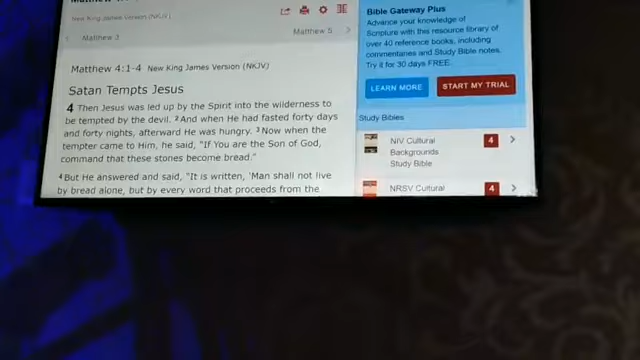 New King James Version (NKJV)
Matthew 3
Matthew 5
Matthew 4:1-4 New King James Version (NKJV)
Satan Tempts Jesus
4 Then Jesus was led up by the Spirit into the wilderness to
be tempted by the devil. 2 And when He had fasted forty days
and forty nights, afterward He was hungry. 3 Now when the
tempter came to Him, he said, "If You are the Son of God,
command that these stones become bread."
4 But He answered and said, "It is written, 'Man shall not live
by bread alone, but by every word that proceeds from the
Bible Gateway Plus
Advance your knowledge of
Scripture with this resource library of
over 40 reference books, including
commentaries and Study Bible notes.
Try it for 30 days FREE.
LEARN MORE
START MY TRIAL
Study Bibles
NIV Cultural
Backgrounds
Study Bible
4
NRSV Cultural
4